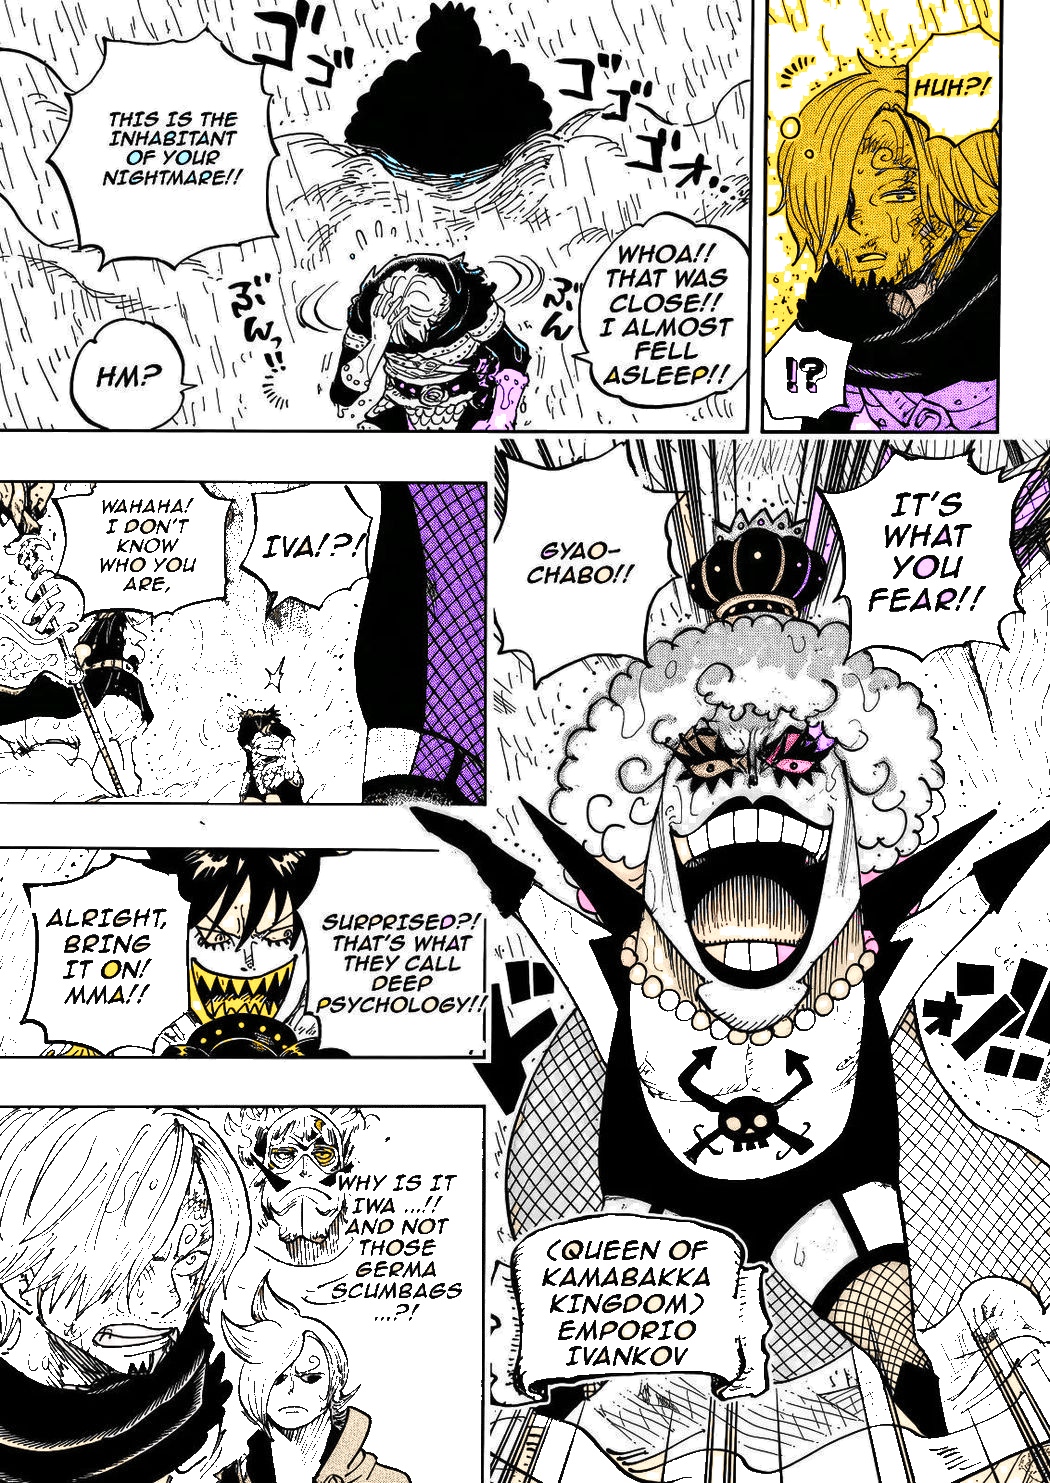 THIS IS THE
INHABITANT
OF YOUR
NIGHTMARE!!
ゴゴ
ゴゴゴ
ゴォ..
HUH?!
WHOA!!
THAT WAS
CLOSE!!
I ALMOST
FELL
ASLEEP!!
ぶんっ!!
ぶん
HM?
!?
WAHAHA!
I DON'T
KNOW
WHO YOU
ARE,
IVA!?!
GYAO-
CHABO!!
IT'S
WHAT
YOU
FEAR!!
ALRIGHT,
BRING
IT ON!
MMA!!
SURPRISED?!
THAT'S WHAT
THEY CALL
DEEP
PSYCHOLOGY!!
ドォン!!
WHY IS IT
IWA ...!!
AND NOT
THOSE
GERMA
SCUMBAGS
...?!
(QUEEN OF
KAMABAKKA
KINGDOM)
EMPORIO
IVANKOV